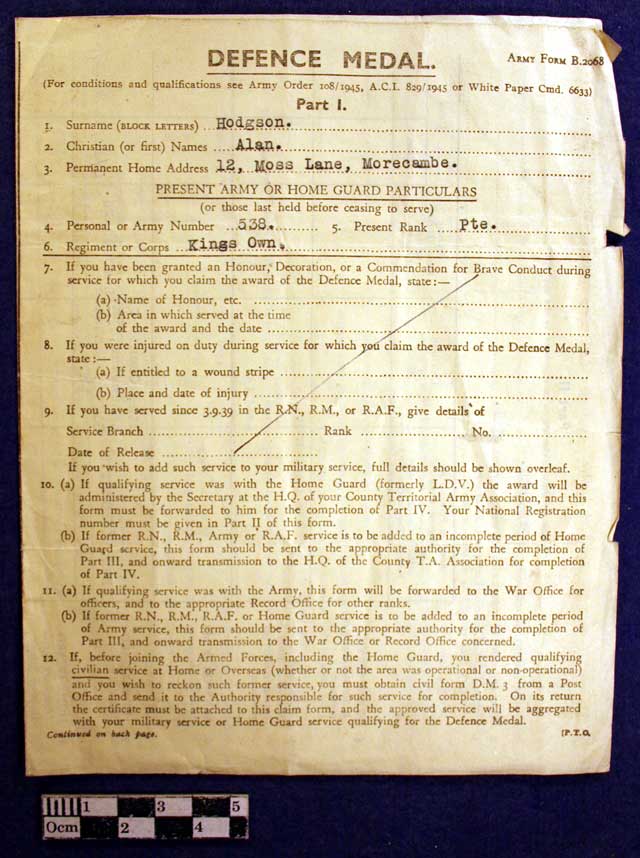 DEFENCE MEDAL.
ARMY FORM B.2068
(For conditions and qualifications see Army Order 108/1945, A.C.I. 829/1945 or White Paper Cmd. 6633)
Part I.
1. Surname (BLOCK LETTERS) Hodgson.
2. Christian (or first) Names Alan.
3. Permanent Home Address 12, Moss Lane, Morecambe.
PRESENT ARMY OR HOME GUARD PARTICULARS
(or those last held before ceasing to serve)
4. Personal or Army Number 538. 5. Present Rank Pte.
6. Regiment or Corps Kings Own.
7. If you have been granted an Honour, Decoration, or a Commendation for Brave Conduct during
service for which you claim the award of the Defence Medal, state:—
(a) Name of Honour, etc.
(b) Area in which served at the time
of the award and the date
8. If you were injured on duty during service for which you claim the award of the Defence Medal,
state:—
(a) If entitled to a wound stripe
(b) Place and date of injury
9. If you have served since 3.9.39 in the R.N., R.M., or R.A.F., give details of
Service Branch Rank No.
Date of Release
If you wish to add such service to your military service, full details should be shown overleaf.
10. (a) If qualifying service was with the Home Guard (formerly L.D.V.) the award will be
administered by the Secretary at the H.Q. of your County Territorial Army Association, and this
form must be forwarded to him for the completion of Part IV. Your National Registration
number must be given in Part II of this form.
(b) If former R.N., R.M., Army or R.A.F. service is to be added to an incomplete period of Home
Guard service, this form should be sent to the appropriate authority for the completion of
Part III, and onward transmission to the H.Q. of the County T.A. Association for completion
of Part IV.
11. (a) If qualifying service was with the Army, this form will be forwarded to the War Office for
officers, and to the appropriate Record Office for other ranks.
(b) If former R.N., R.M., R.A.F. or Home Guard service is to be added to an incomplete period
of Army service, this form should be sent to the appropriate authority for the completion of
Part III, and onward transmission to the War Office or Record Office concerned.
12. If, before joining the Armed Forces, including the Home Guard, you rendered qualifying
civilian service at Home or Overseas (whether or not the area was operational or non-operational)
and you wish to reckon such former service, you must obtain civil form D.M. 3 from a Post
Office and send it to the Authority responsible for such service for completion. On its return
the certificate must be attached to this claim form, and the approved service will be aggregated
with your military service or Home Guard service qualifying for the Defence Medal.
Continued on back page. [P.T.O.
1 3 5
0cm 2 4